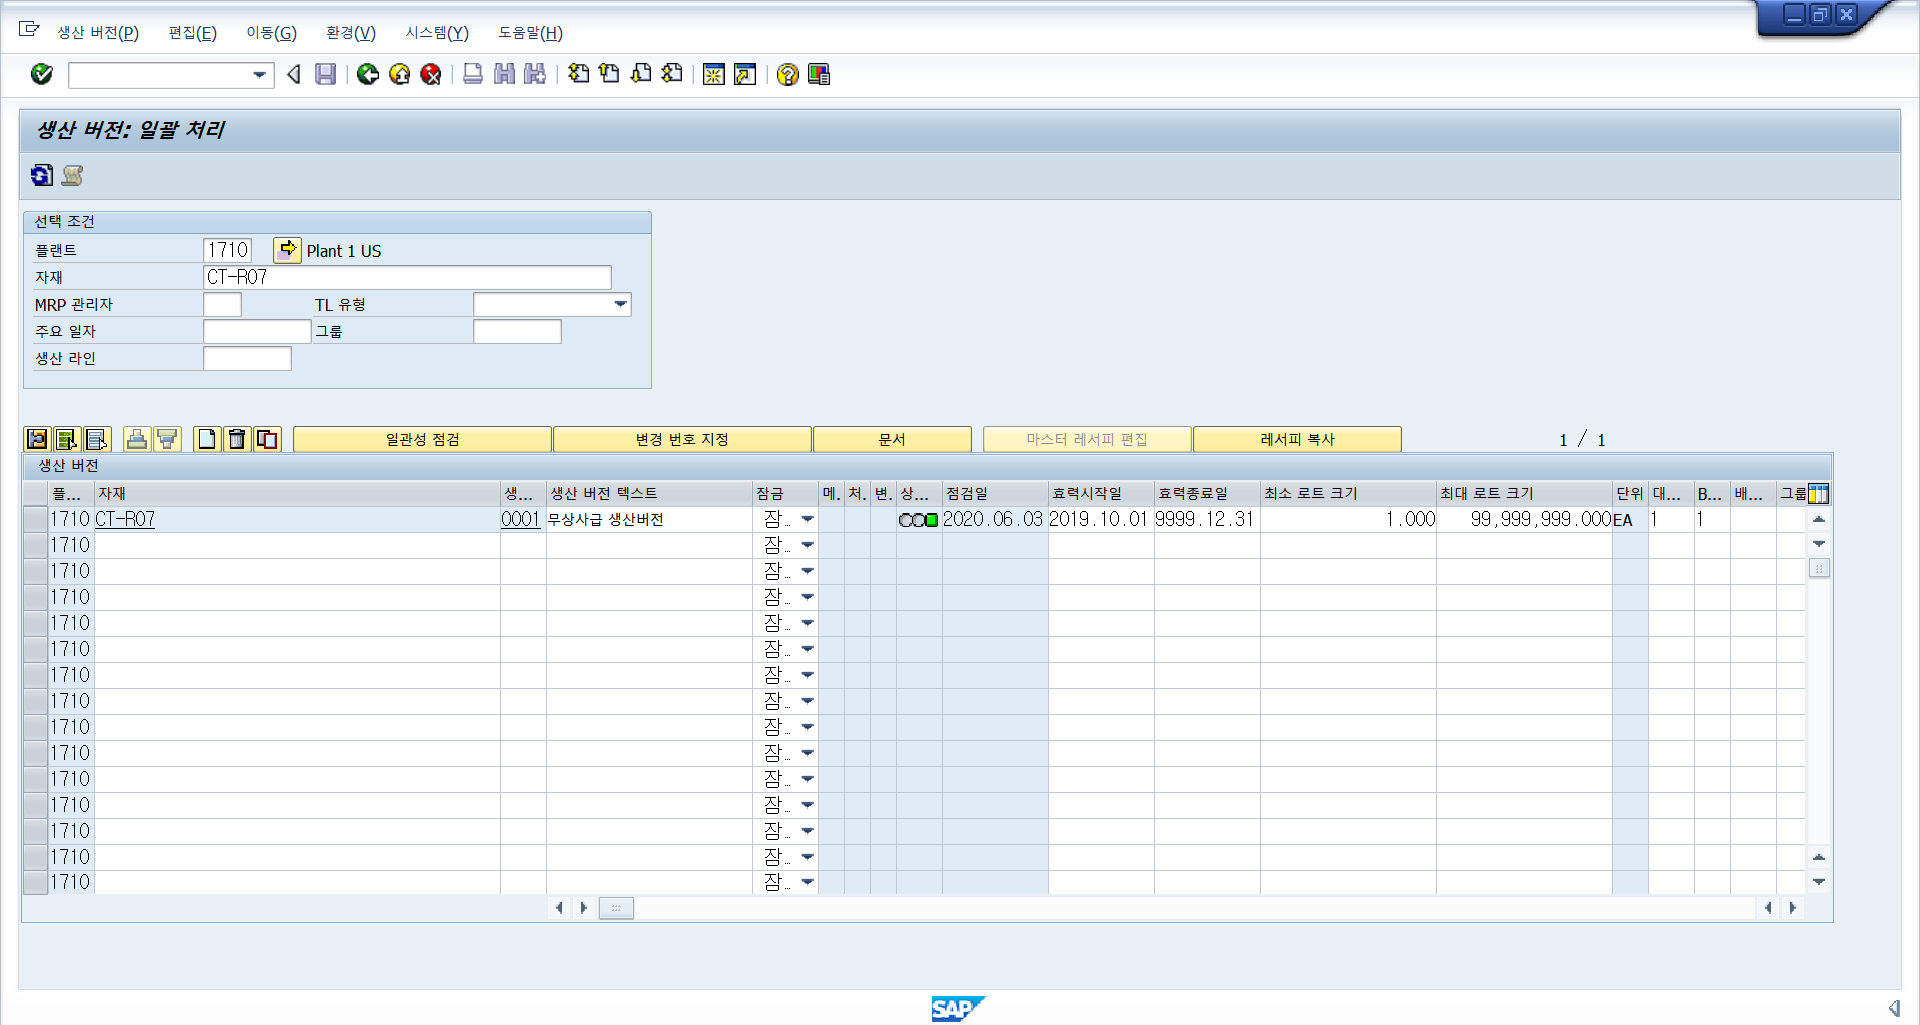 생산 버전(P) 편집(E) 이동(G) 환경(V) 시스템(Y) 도움말(H)
생산 버전: 일괄 처리
선택 조건
플랜트 1710 Plant 1 US
자재 CT-R07
MRP 관리자 TL 유형
주요 일자 그룹
생산 라인
일관성 점검 변경 번호 지정 문서 마스터 레서피 편집 레서피 복사 1 / 1
생산 버전
플... 자재 생... 생산 버전 텍스트 잠금 메. 처. 변. 상... 점검일 효력시작일 효력종료일 최소 로트 크기 최대 로트 크기 단위 대... B... 배... 그룹
1710 CT-R07 0001 무상사급 생산버전 잠... 2020.06.03 2019.10.01 9999.12.31 1.000 99,999,999.000 EA 1 1
1710 잠...
1710 잠...
1710 잠...
1710 잠...
1710 잠...
1710 잠...
1710 잠...
1710 잠...
1710 잠...
1710 잠...
1710 잠...
1710 잠...
1710 잠...
1710 잠...
SAP